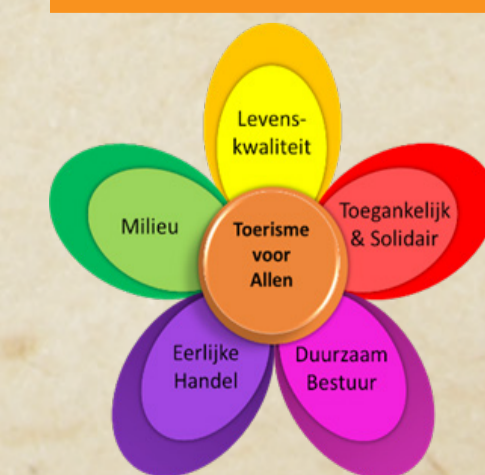 Levens-
kwaliteit
Toegankelijk
& Solidair
Duurzaam
Bestuur
Eerlijke
Handel
Milieu
Toerisme
voor
Allen